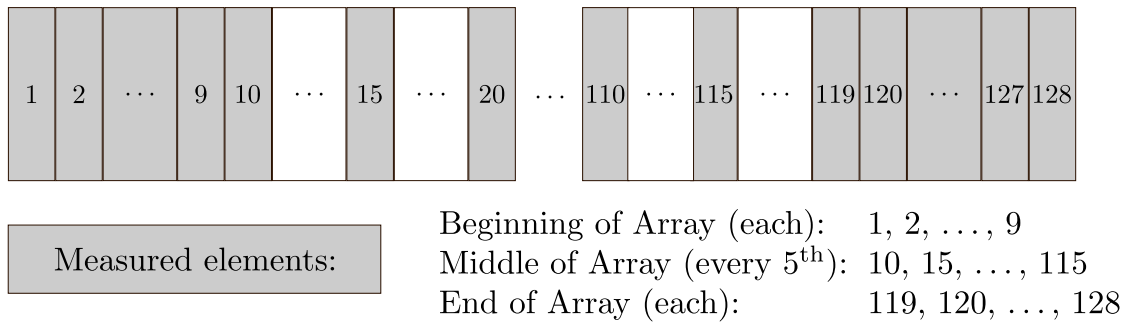 1 2 ⋯ 9 10 ⋯ 15 ⋯ 20 ⋯ 110 ⋯ 115 ⋯ 119 120 ⋯ 127 128
Measured elements:
Beginning of Array (each): 1, 2, …, 9
Middle of Array (every 5th): 10, 15, …, 115
End of Array (each): 119, 120, …, 128